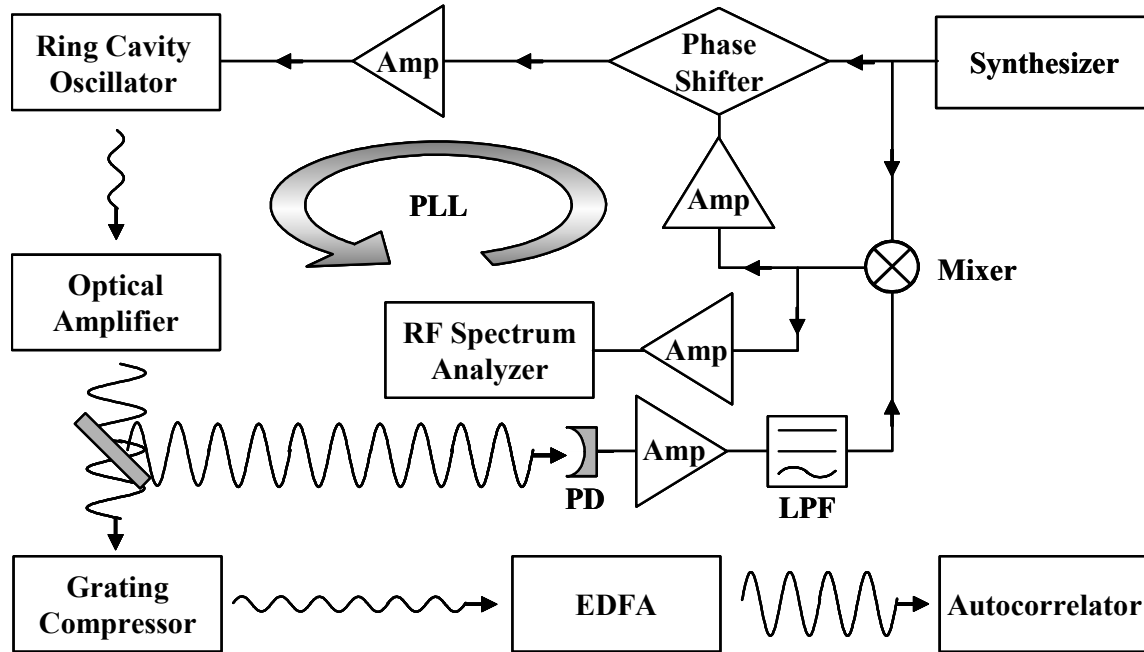 Ring Cavity
Oscillator
Amp
Phase
Shifter
Synthesizer
PLL
Amp
Mixer
Optical
Amplifier
RF Spectrum
Analyzer
Amp
Amp
PD
LPF
Grating
Compressor
EDFA
Autocorrelator